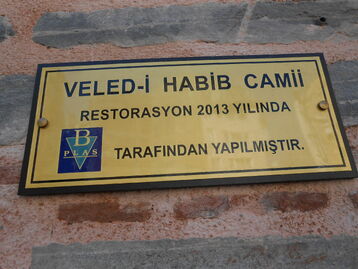 VELED-İ HABİB CAMİİ
RESTORASYON 2013 YILINDA
B
PLAS
TARAFINDAN YAPILMIŞTIR.